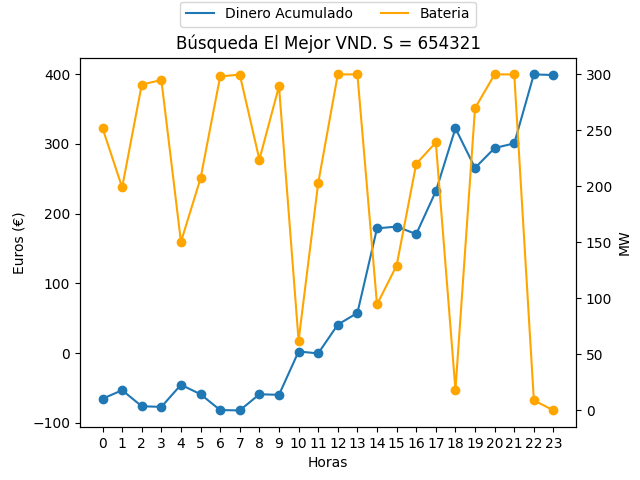 Dinero Acumulado Bateria
Búsqueda El Mejor VND. S = 654321
400
300
200
100
0
−100
Euros (€)
300
250
200
150
100
50
0
MW
0 1 2 3 4 5 6 7 8 9 10 11 12 13 14 15 16 17 18 19 20 21 22 23
Horas